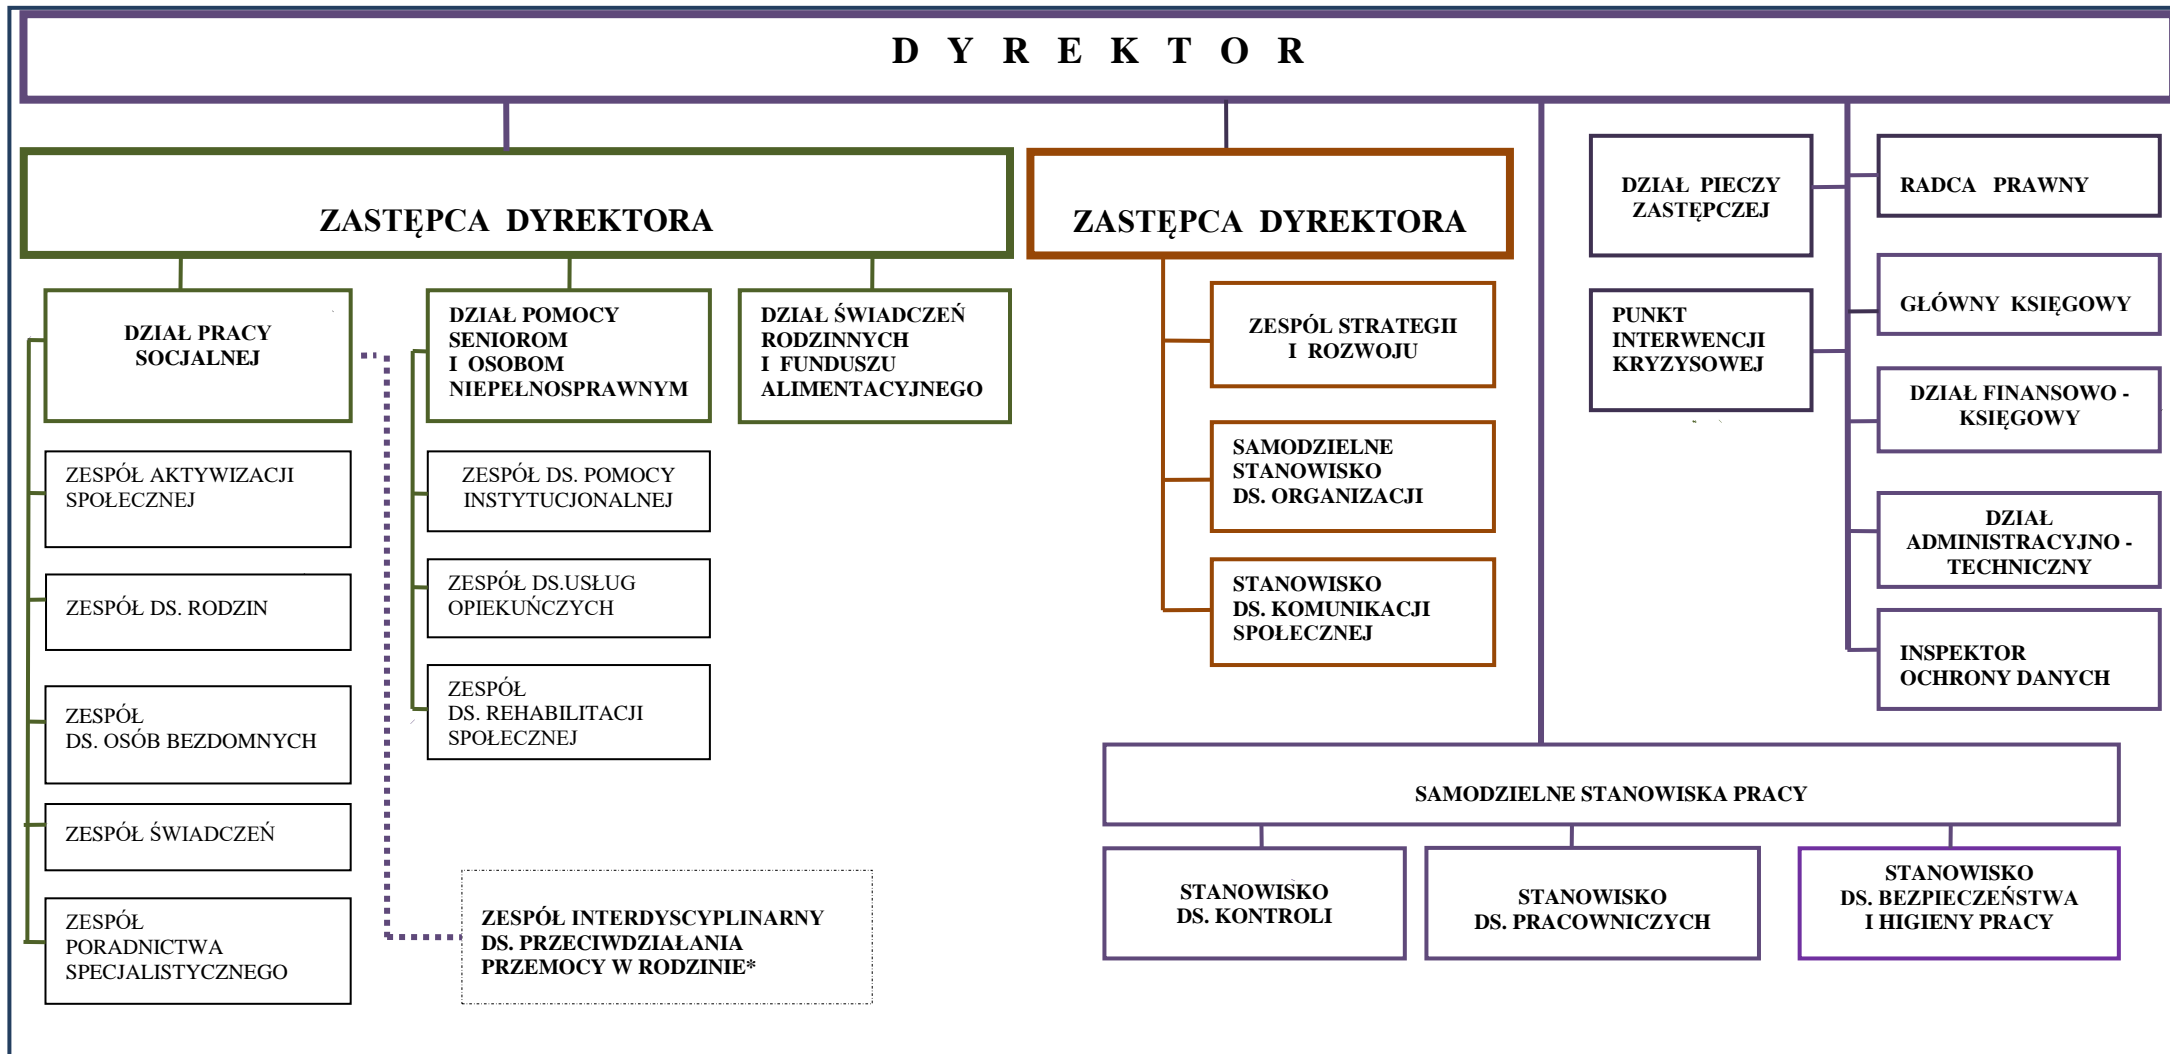 D Y R E K T O R
ZASTĘPCA DYREKTORA
DZIAŁ PRACY
SOCJALNEJ
ZESPÓŁ AKTYWIZACJI
SPOŁECZNEJ
ZESPÓŁ DS. RODZIN
ZESPÓŁ
DS. OSÓB BEZDOMNYCH
ZESPÓŁ ŚWIADCZEŃ
ZESPÓŁ
PORADNICTWA
SPECJALISTYCZNEGO
DZIAŁ POMOCY
SENIOROM
I OSOBOM
NIEPEŁNOSPRAWNYM
ZESPÓŁ DS. POMOCY
INSTYTUCJONALNEJ
ZESPÓŁ DS.USŁUG
OPIEKUŃCZYCH
ZESPÓŁ
DS. REHABILITACJI
SPOŁECZNEJ
DZIAŁ ŚWIADCZEŃ
RODZINNYCH
I FUNDUSZU
ALIMENTACYJNEGO
ZESPÓŁ INTERDYSCYPLINARNY
DS. PRZECIWDZIAŁANIA
PRZEMOCY W RODZINIE*
ZASTĘPCA DYREKTORA
ZESPÓL STRATEGII
I ROZWOJU
SAMODZIELNE
STANOWISKO
DS. ORGANIZACJI
STANOWISKO
DS. KOMUNIKACJI
SPOŁECZNEJ
DZIAŁ PIECZY
ZASTĘPCZEJ
PUNKT
INTERWENCJI
KRYZYSOWEJ
RADCA PRAWNY
GŁÓWNY KSIĘGOWY
DZIAŁ FINANSOWO -
KSIĘGOWY
DZIAŁ
ADMINISTRACYJNO -
TECHNICZNY
INSPEKTOR
OCHRONY DANYCH
SAMODZIELNE STANOWISKA PRACY
STANOWISKO
DS. KONTROLI
STANOWISKO
DS. PRACOWNICZYCH
STANOWISKO
DS. BEZPIECZEŃSTWA
I HIGIENY PRACY